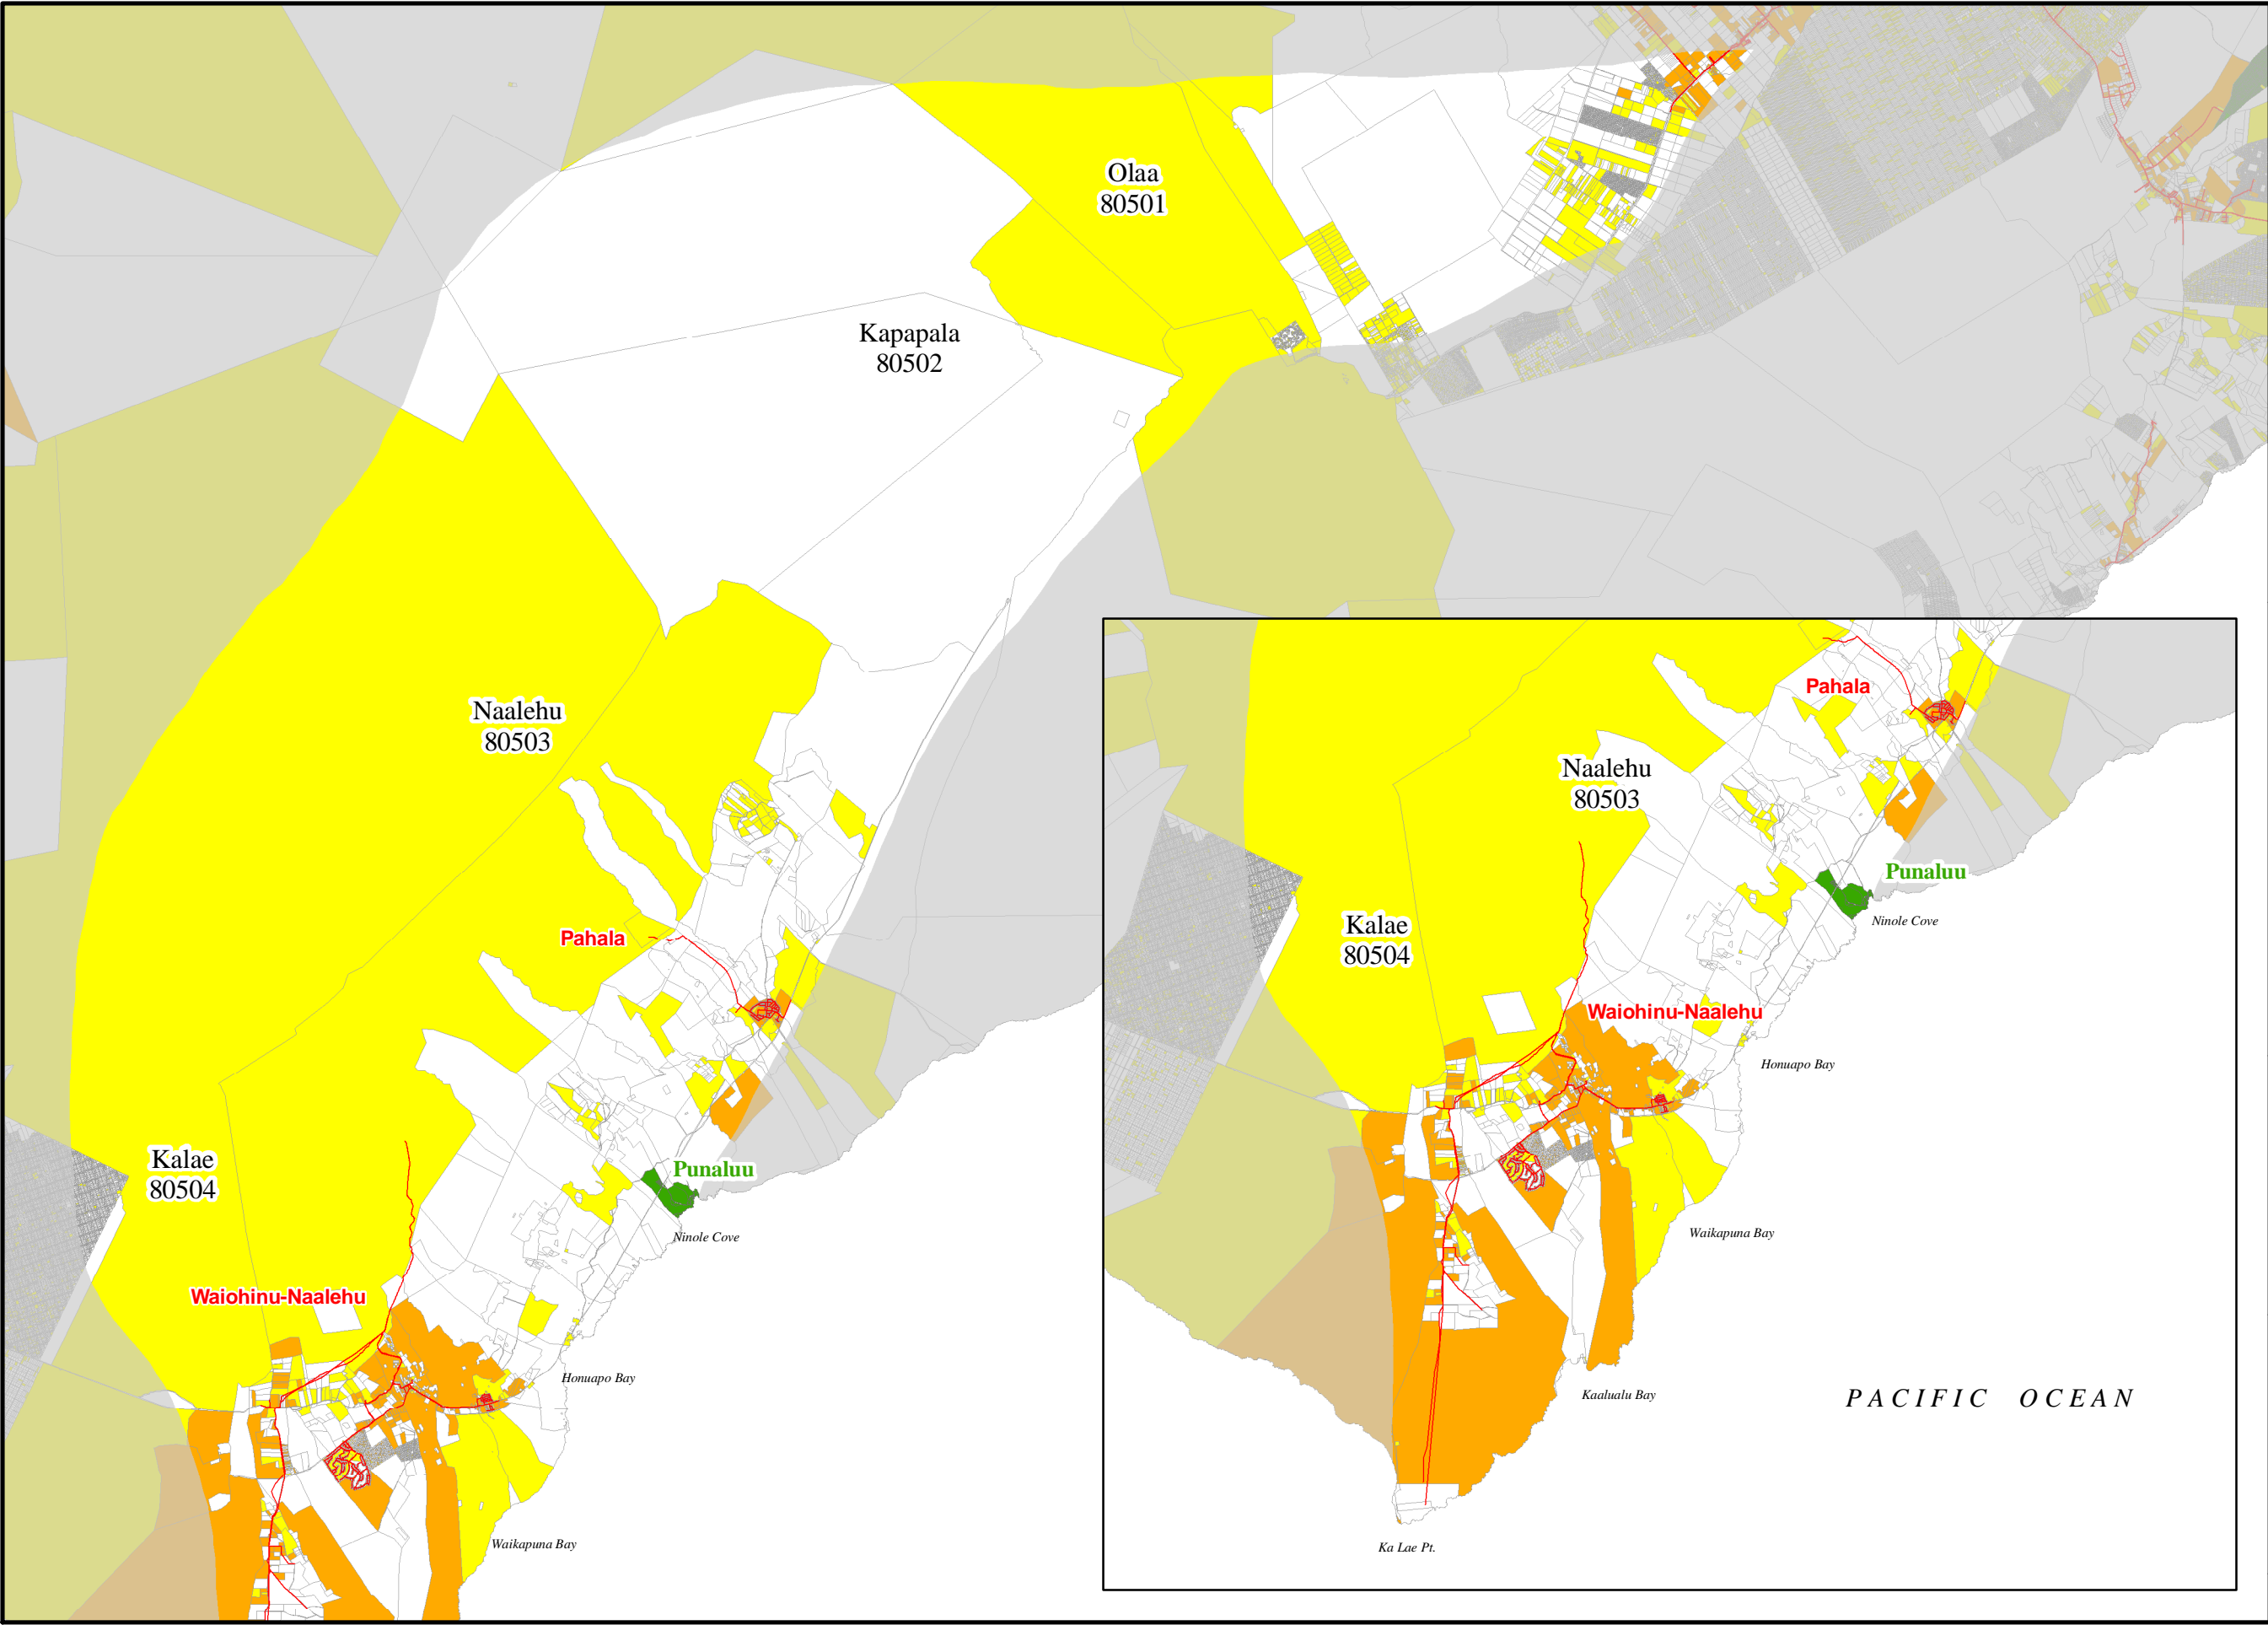 Olaa
80501
Kapapala
80502
Naalehu
80503
Pahala
Kalae
80504
Punaluu
Ninole Cove
Waiohinu-Naalehu
Honuapo Bay
Waikapuna Bay
Pahala
Naalehu
80503
Punaluu
Ninole Cove
Kalae
80504
Waiohinu-Naalehu
Honuapo Bay
Waikapuna Bay
Kaalualu Bay
PACIFIC OCEAN
Ka Lae Pt.